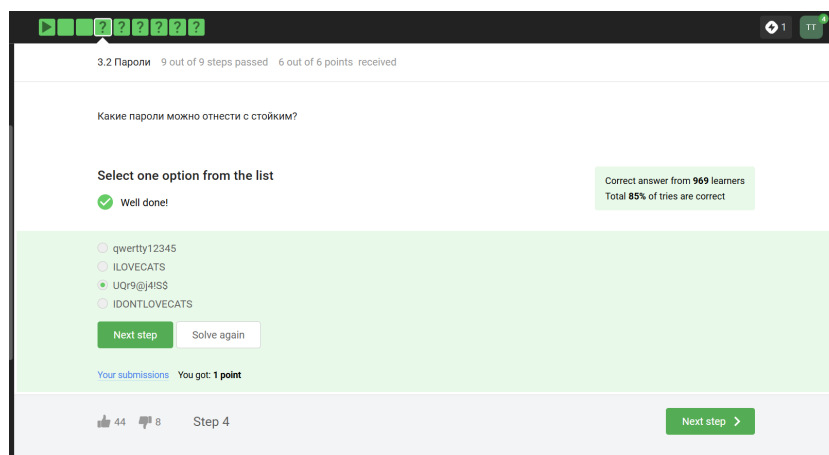 ? ? ? ? ? ?
1
TT
4
3.2 Пароли 9 out of 9 steps passed 6 out of 6 points received
Какие пароли можно отнести с стойким?
Select one option from the list
Well done!
Correct answer from 969 learners
Total 85% of tries are correct
qwertty12345
ILOVECATS
UQr9@j4!S$
IDONTLOVECATS
Next step Solve again
Your submissions You got: 1 point
44 8 Step 4 Next step